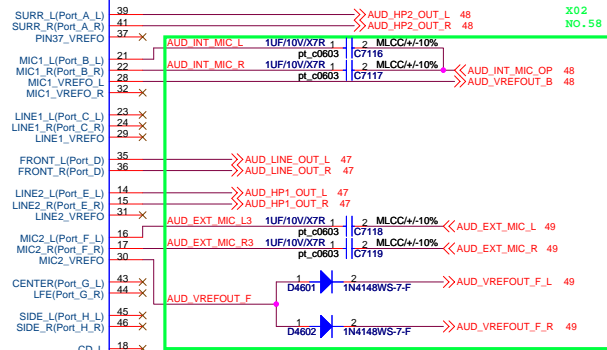 SURR_L(Port_A_L) 39 AUD_HP2_OUT_L 48 X02
SURR_R(Port_A_R) 41 AUD_HP2_OUT_R 48 NO.58
PIN37_VREFO 37
AUD_INT_MIC_L 1UF/10V/X7R 1 2 MLCC/+/-10%
MIC1_L(Port_B_L) 21 pt_c0603 C7116
MIC1_R(Port_B_R) 22 AUD_INT_MIC_R 1UF/10V/X7R 1 2 MLCC/+/-10% AUD_INT_MIC_OP 48
MIC1_VREFO_L 28 pt_c0603 C7117 AUD_VREFOUT_B 48
MIC1_VREFO_R 32
LINE1_L(Port_C_L) 23
LINE1_R(Port_C_R) 24
LINE1_VREFO 29
FRONT_L(Port_D) 35 AUD_LINE_OUT_L 47
FRONT_R(Port_D) 36 AUD_LINE_OUT_R 47
LINE2_L(Port_E_L) 14 AUD_HP1_OUT_L 47
LINE2_R(Port_E_R) 15 AUD_HP1_OUT_R 47
LINE2_VREFO 31
AUD_EXT_MIC_L3 1UF/10V/X7R 1 2 MLCC/+/-10% AUD_EXT_MIC_L 49
MIC2_L(Port_F_L) 16 pt_c0603 C7118
MIC2_R(Port_F_R) 17 AUD_EXT_MIC_R3 1UF/10V/X7R 1 2 MLCC/+/-10% AUD_EXT_MIC_R 49
MIC2_VREFO 30 pt_c0603 C7119
CENTER(Port_G_L) 43 1 2 AUD_VREFOUT_F_L 49
LFE(Port_G_R) 44 D4601 1N4148WS-7-F
AUD_VREFOUT_F
SIDE_L(Port_H_L) 45
SIDE_R(Port_H_R) 46 1 2 AUD_VREFOUT_F_R 49
D4602 1N4148WS-7-F
CD_L 18